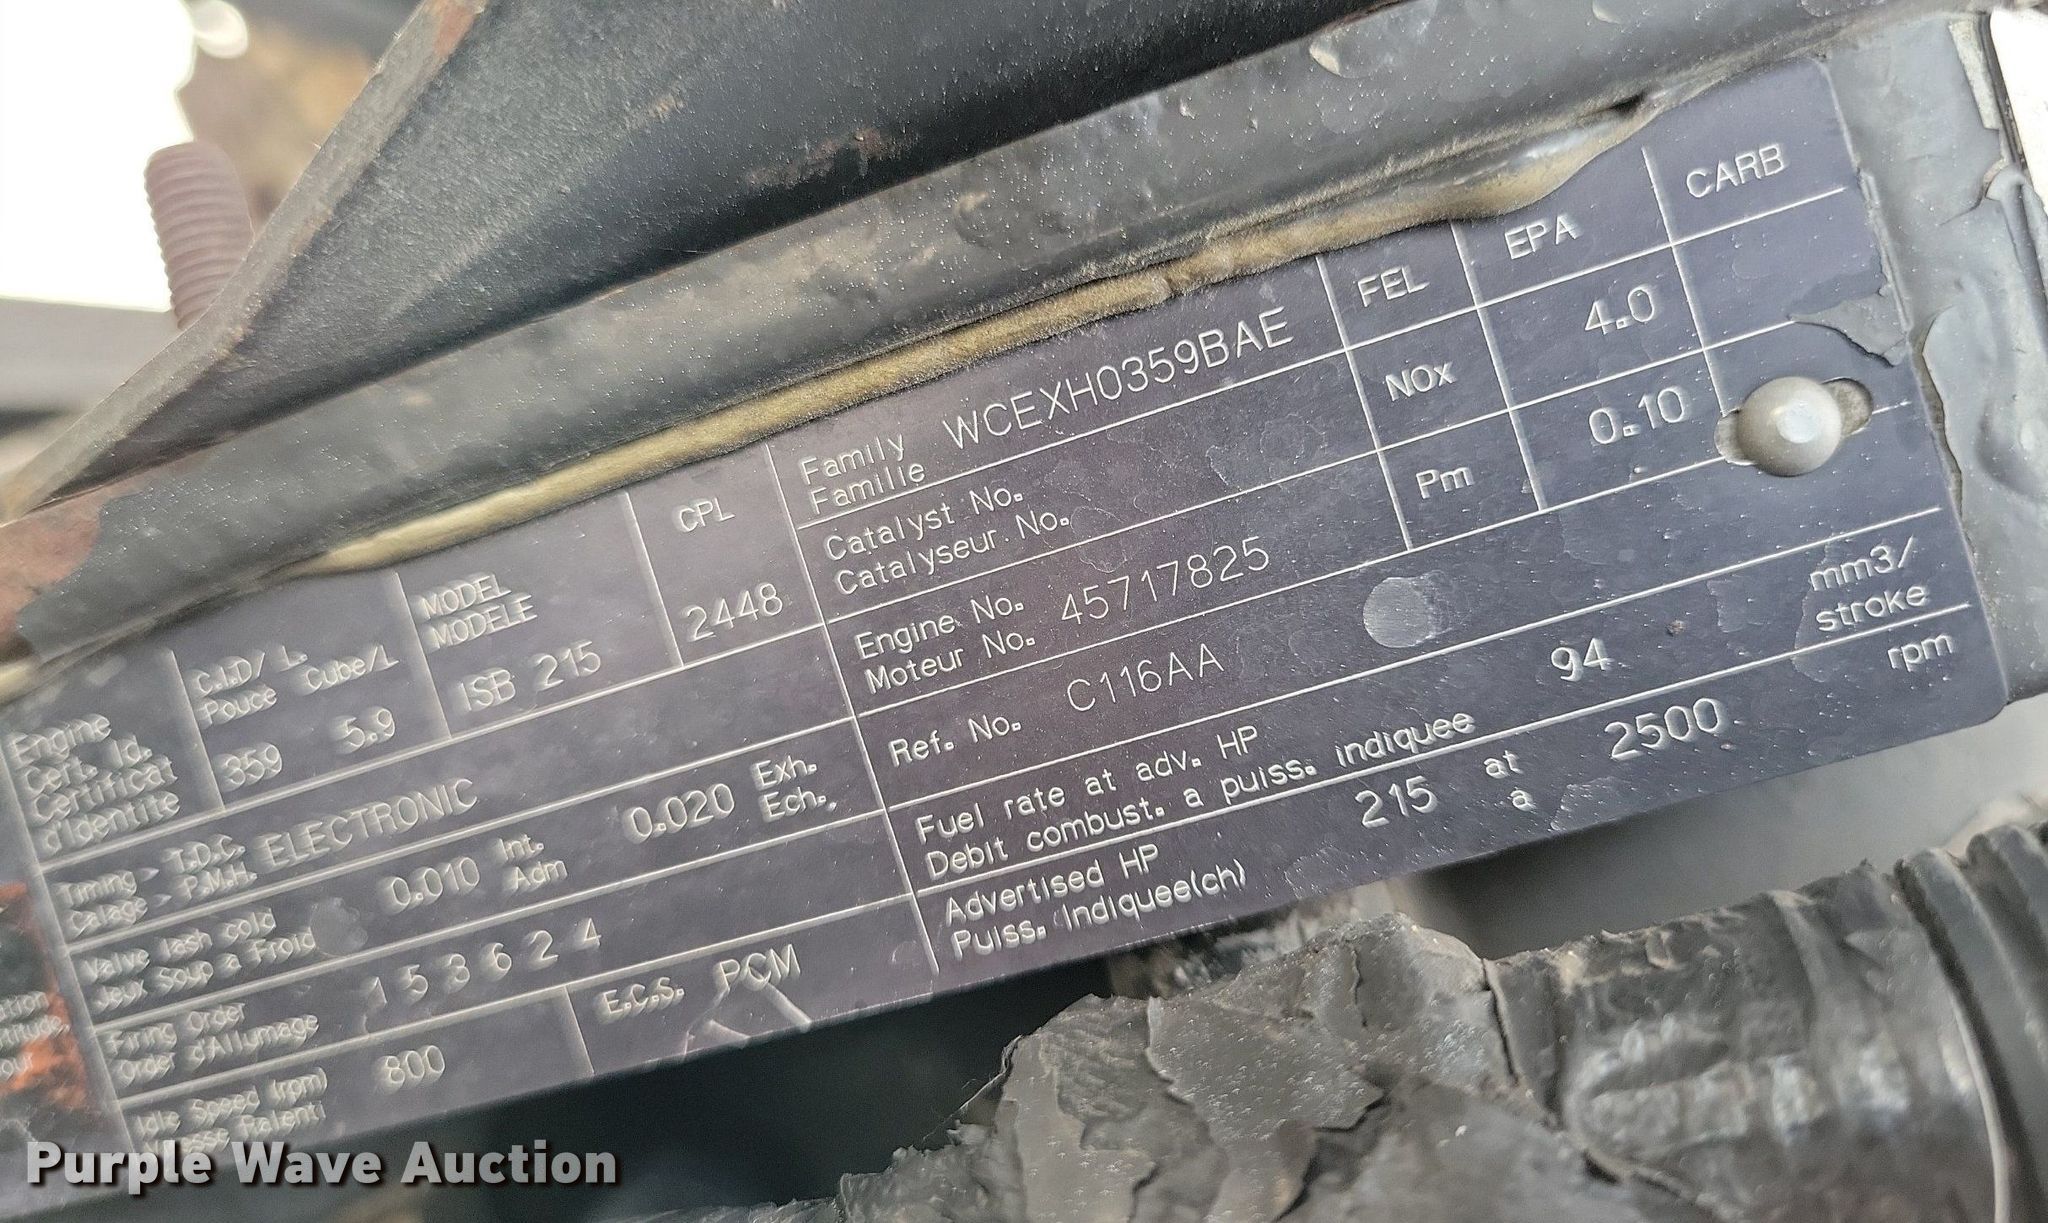 Engine
Cert. Id.
Certificat
d'Identite
C.I.D/ L.
Pouce Cube/L
359 5.9
MODEL
MODELE
ISB 215
CPL
2448
Timing - T.D.C.
Calage - P.M.H. ELECTRONIC
Valve lash cold
Jeux soup a Froid
0.010 Int.
Adm
0.020 Exh.
Ech.
Firing Order
Order d'Allumage
1 5 3 6 2 4
Idle Speed (rpm)
Ralenti
800
E.C.S. PCM
Family
Famille WCEXH0359BAE
Catalyst No.
Catalyseur No.
Engine No.
Moteur No. 45717825
Ref. No. C116AA
Fuel rate at adv. HP
Debit combust. a puiss. indiquee
94 mm3/
stroke
Advertised HP
Puiss. Indiquee(ch)
215 at
a
2500 rpm
FEL EPA CARB
NOx 4.0
Pm 0.10
Purple Wave Auction